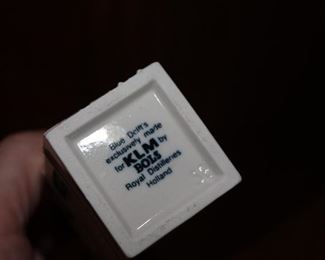 Blue Delft's
exclusively made
for KLM by
BOLS
Royal Distilleries
Holland